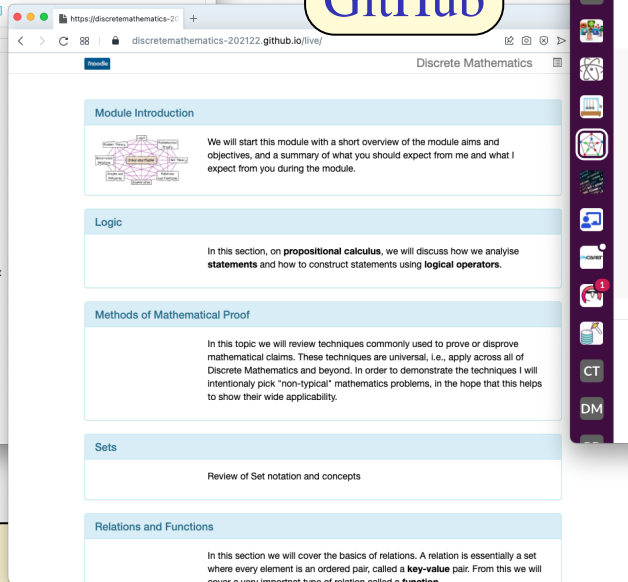 GitHub
https://discretemathematics-20
discretemathematics-202122.github.io/live/
moodle
Discrete Mathematics
Module Introduction
We will start this module with a short overview of the module aims and
objectives, and a summary of what you should expect from me and what I
expect from you during the module.
Logic
In this section, on propositional calculus, we will discuss how we analyise
statements and how to construct statements using logical operators.
Methods of Mathematical Proof
In this topic we will review techniques commonly used to prove or disprove
mathematical claims. These techniques are universal, i.e., apply across all of
Discrete Mathematics and beyond. In order to demonstrate the techniques I will
intentionaly pick "non-typical" mathematics problems, in the hope that this helps
to show their wide applicability.
Sets
Review of Set notation and concepts
Relations and Functions
In this section we will cover the basics of relations. A relation is essentially a set
where every element is an ordered pair, called a key-value pair. From this we will
cover a very importnat type of relation called a function
1
CT
DM